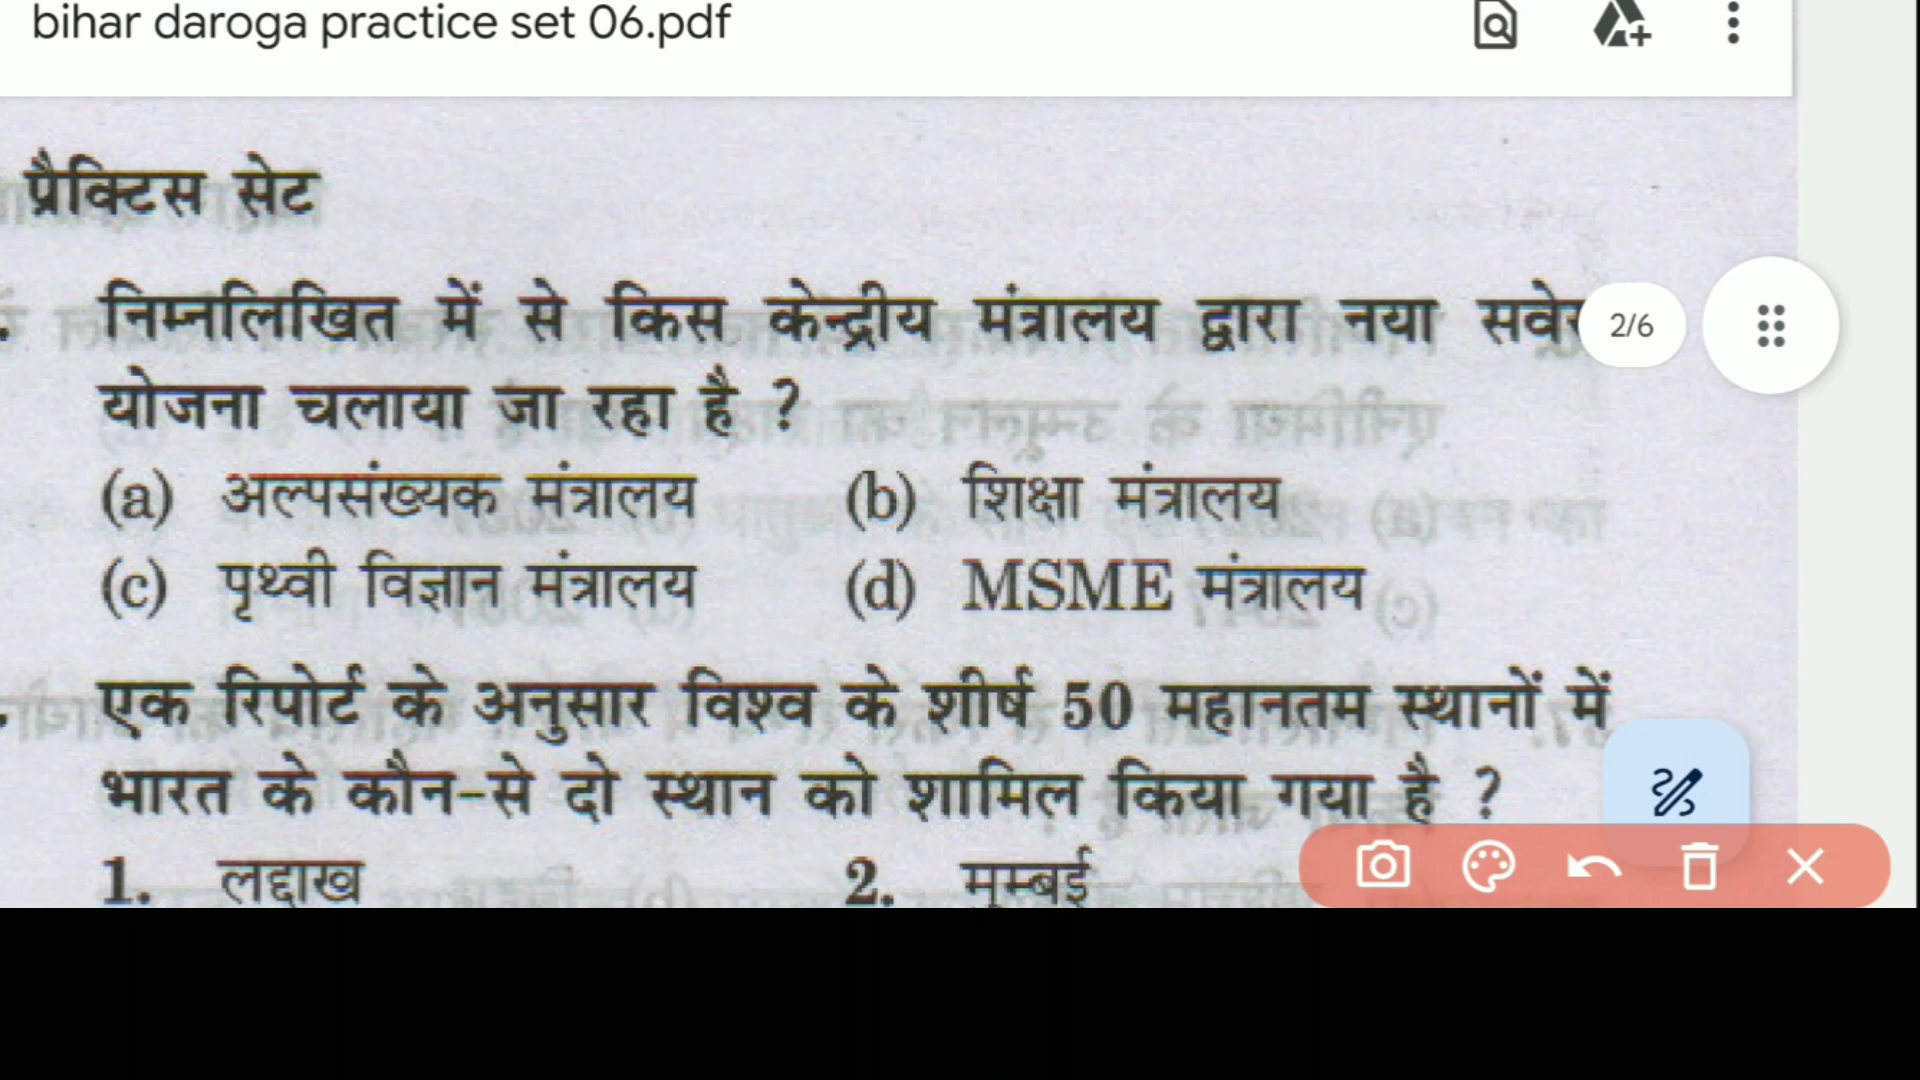 bihar daroga practice set 06.pdf
प्रैक्टिस सेट
निम्नलिखित में से किस केन्द्रीय मंत्रालय द्वारा नया
2/6
योजना चलाया जा रहा है ?
(a) अल्पसंख्यक मंत्रालय (b) शिक्षा मंत्रालय
(c) पृथ्वी विज्ञान मंत्रालय (d) MSME मंत्रालय
एक रिपोर्ट के अनुसार विश्व के शीर्ष 50 महानतम स्थानों में
भारत के कौन-से दो स्थान को शामिल किया गया है ?
1. लद्दाख 2. मुम्बई